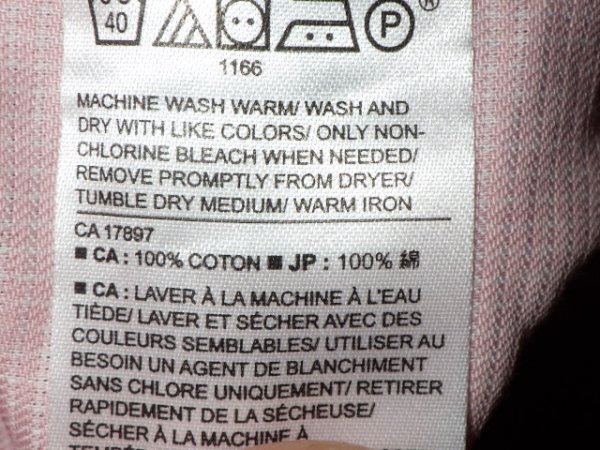 40 P ®
1166
MACHINE WASH WARM/ WASH AND
DRY WITH LIKE COLORS/ ONLY NON-
CHLORINE BLEACH WHEN NEEDED/
REMOVE PROMPTLY FROM DRYER/
TUMBLE DRY MEDIUM/ WARM IRON
CA 17897
■ CA : 100% COTON ■ JP : 100% 綿
■ CA : LAVER À LA MACHINE À L'EAU
TIÈDE/ LAVER ET SÉCHER AVEC DES
COULEURS SEMBLABLES/ UTILISER AU
BESOIN UN AGENT DE BLANCHIMENT
SANS CHLORE UNIQUEMENT/ RETIRER
RAPIDEMENT DE LA SÉCHEUSE/
SÉCHER À LA MACHINE À